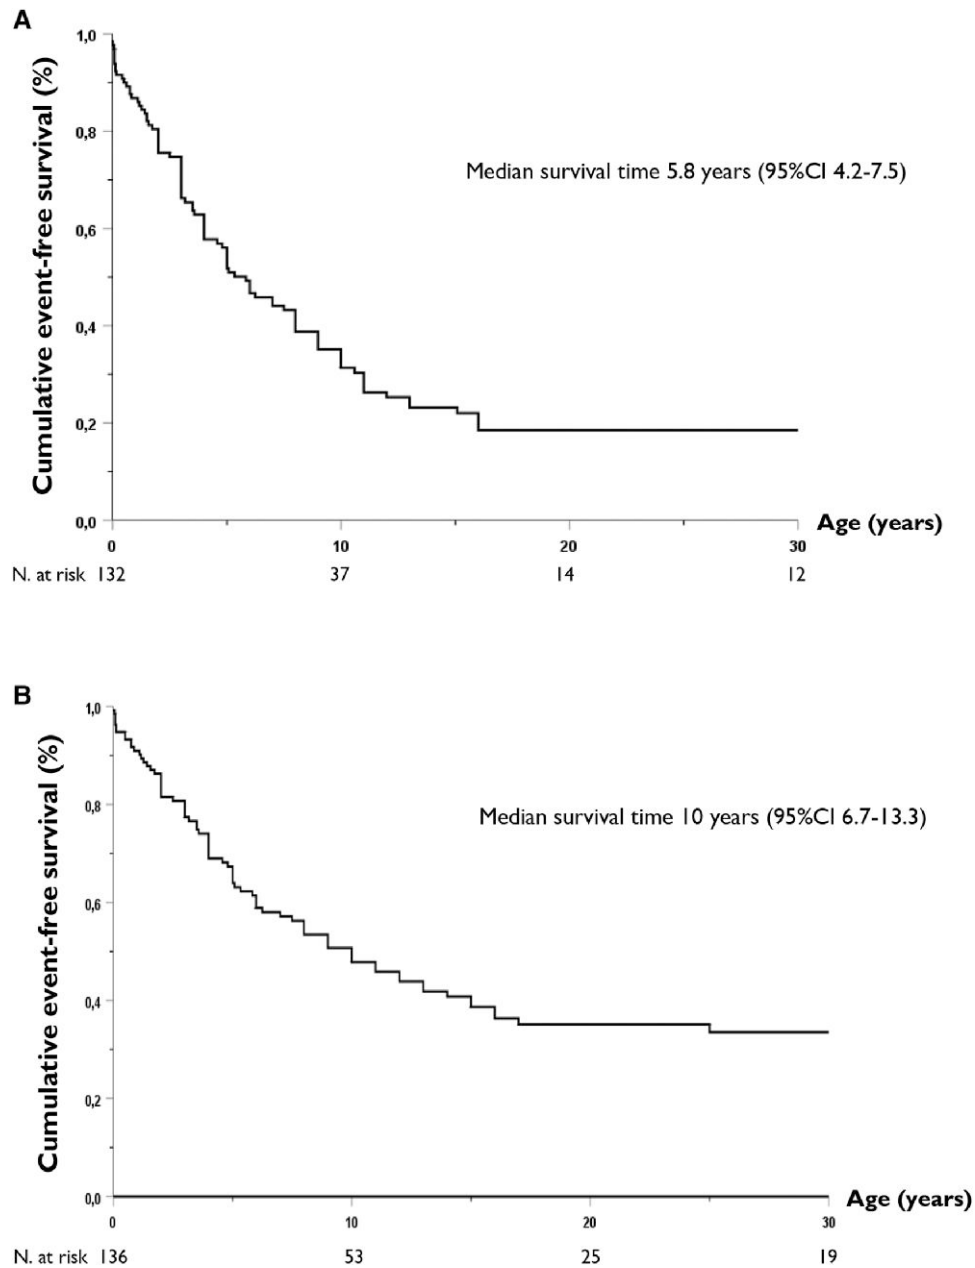 A
Cumulative event-free survival (%)
1,0
0,8
0,6
0,4
0,2
0,0
Median survival time 5.8 years (95%CI 4.2-7.5)
Age (years)
0 10 20 30
N. at risk 132 37 14 12
B
Cumulative event-free survival (%)
1,0
0,8
0,6
0,4
0,2
0,0
Median survival time 10 years (95%CI 6.7-13.3)
Age (years)
0 10 20 30
N. at risk 136 53 25 19